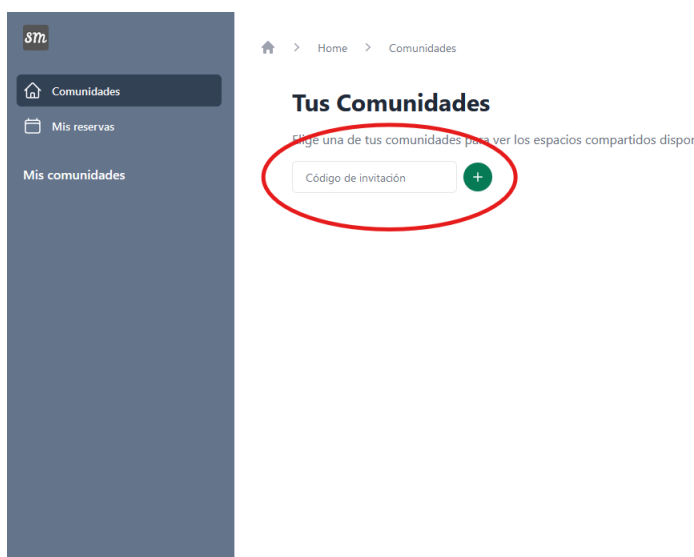 sm
Comunidades
Mis reservas
Mis comunidades
Home > Comunidades
Tus Comunidades
Elige una de tus comunidades para ver los espacios compartidos
Código de invitación